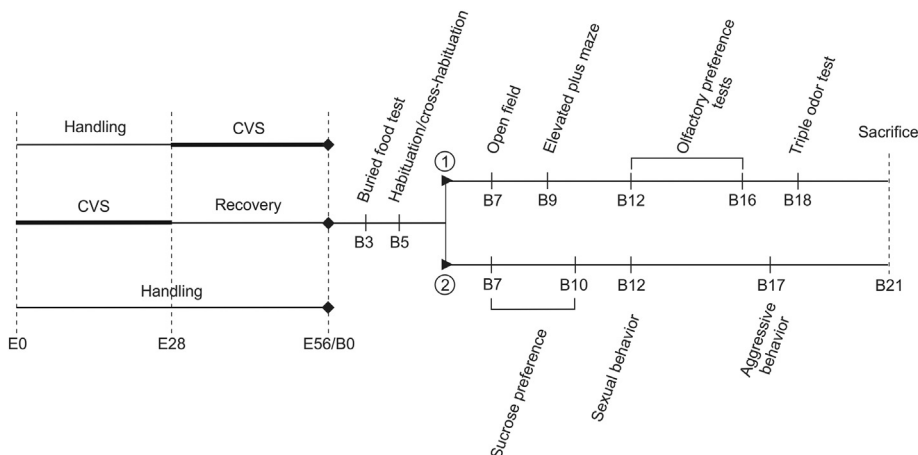 Handling
CVS
CVS
Recovery
Handling
E0
E28
E56/B0
Buried food test
Habituation/cross-habituation
B3
B5
1
Open field
Elevated plus maze
Olfactory preference
tests
Triple odor test
Sacrifice
B7
B9
B12
B16
B18
2
B7
B10
B12
B17
B21
Sucrose preference
Sexual behavior
Aggressive
behavior